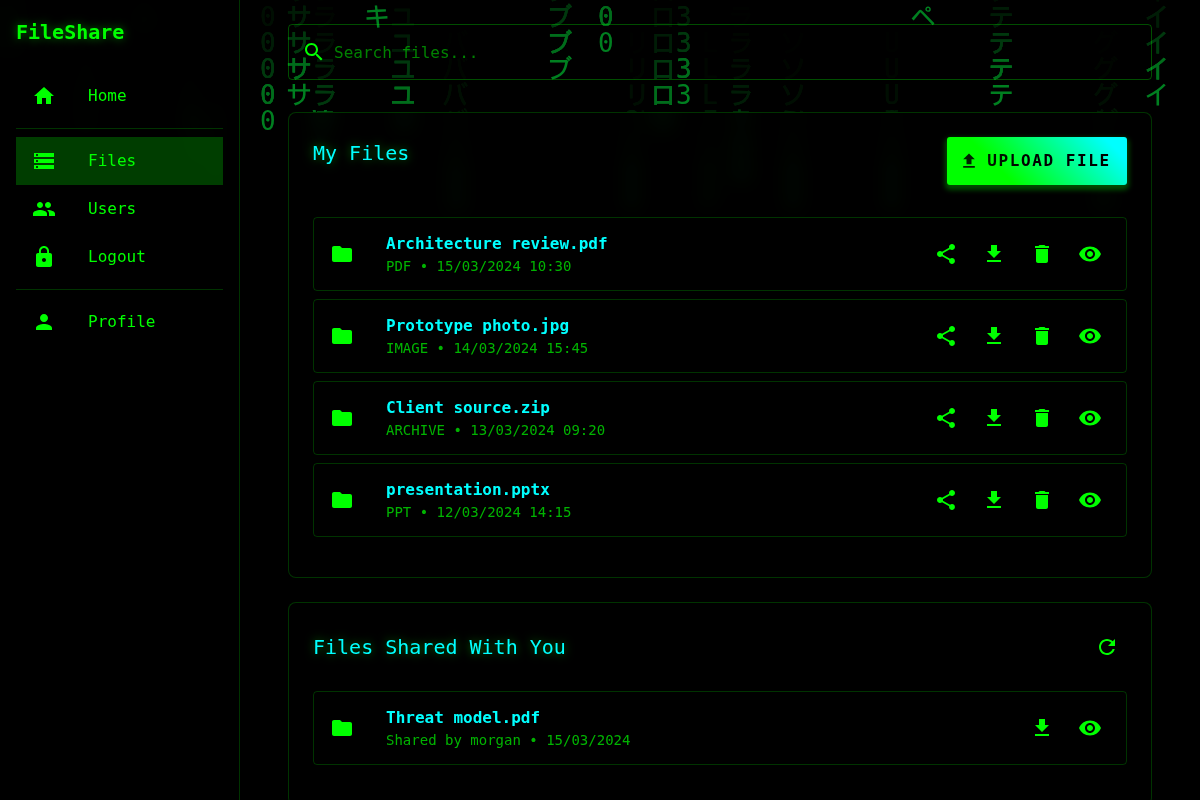 FileShare
Home
Files
Users
Logout
Profile
Search files...
My Files
UPLOAD FILE
Architecture review.pdf
PDF • 15/03/2024 10:30
Prototype photo.jpg
IMAGE • 14/03/2024 15:45
Client source.zip
ARCHIVE • 13/03/2024 09:20
presentation.pptx
PPT • 12/03/2024 14:15
Files Shared With You
Threat model.pdf
Shared by morgan • 15/03/2024